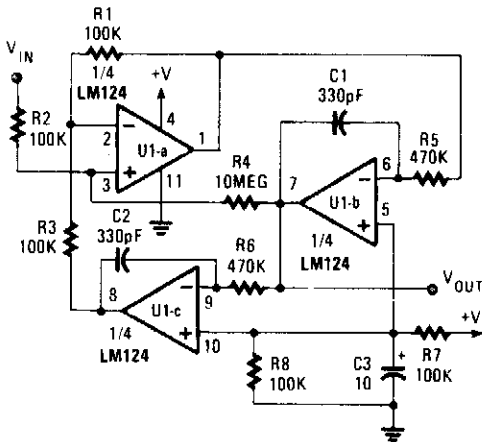 R1
100K
V IN
1/4
LM124
+V
4
2
U1-a
1
3
11
R2
100K
C1
330pF
R5
470K
R4
10MEG
7
6
U1-b
5
1/4
LM124
R3
100K
C2
330pF
R6
470K
8
U1-c
9
10
1/4
LM124
V OUT
+V
R8
100K
C3
10
+
R7
100K